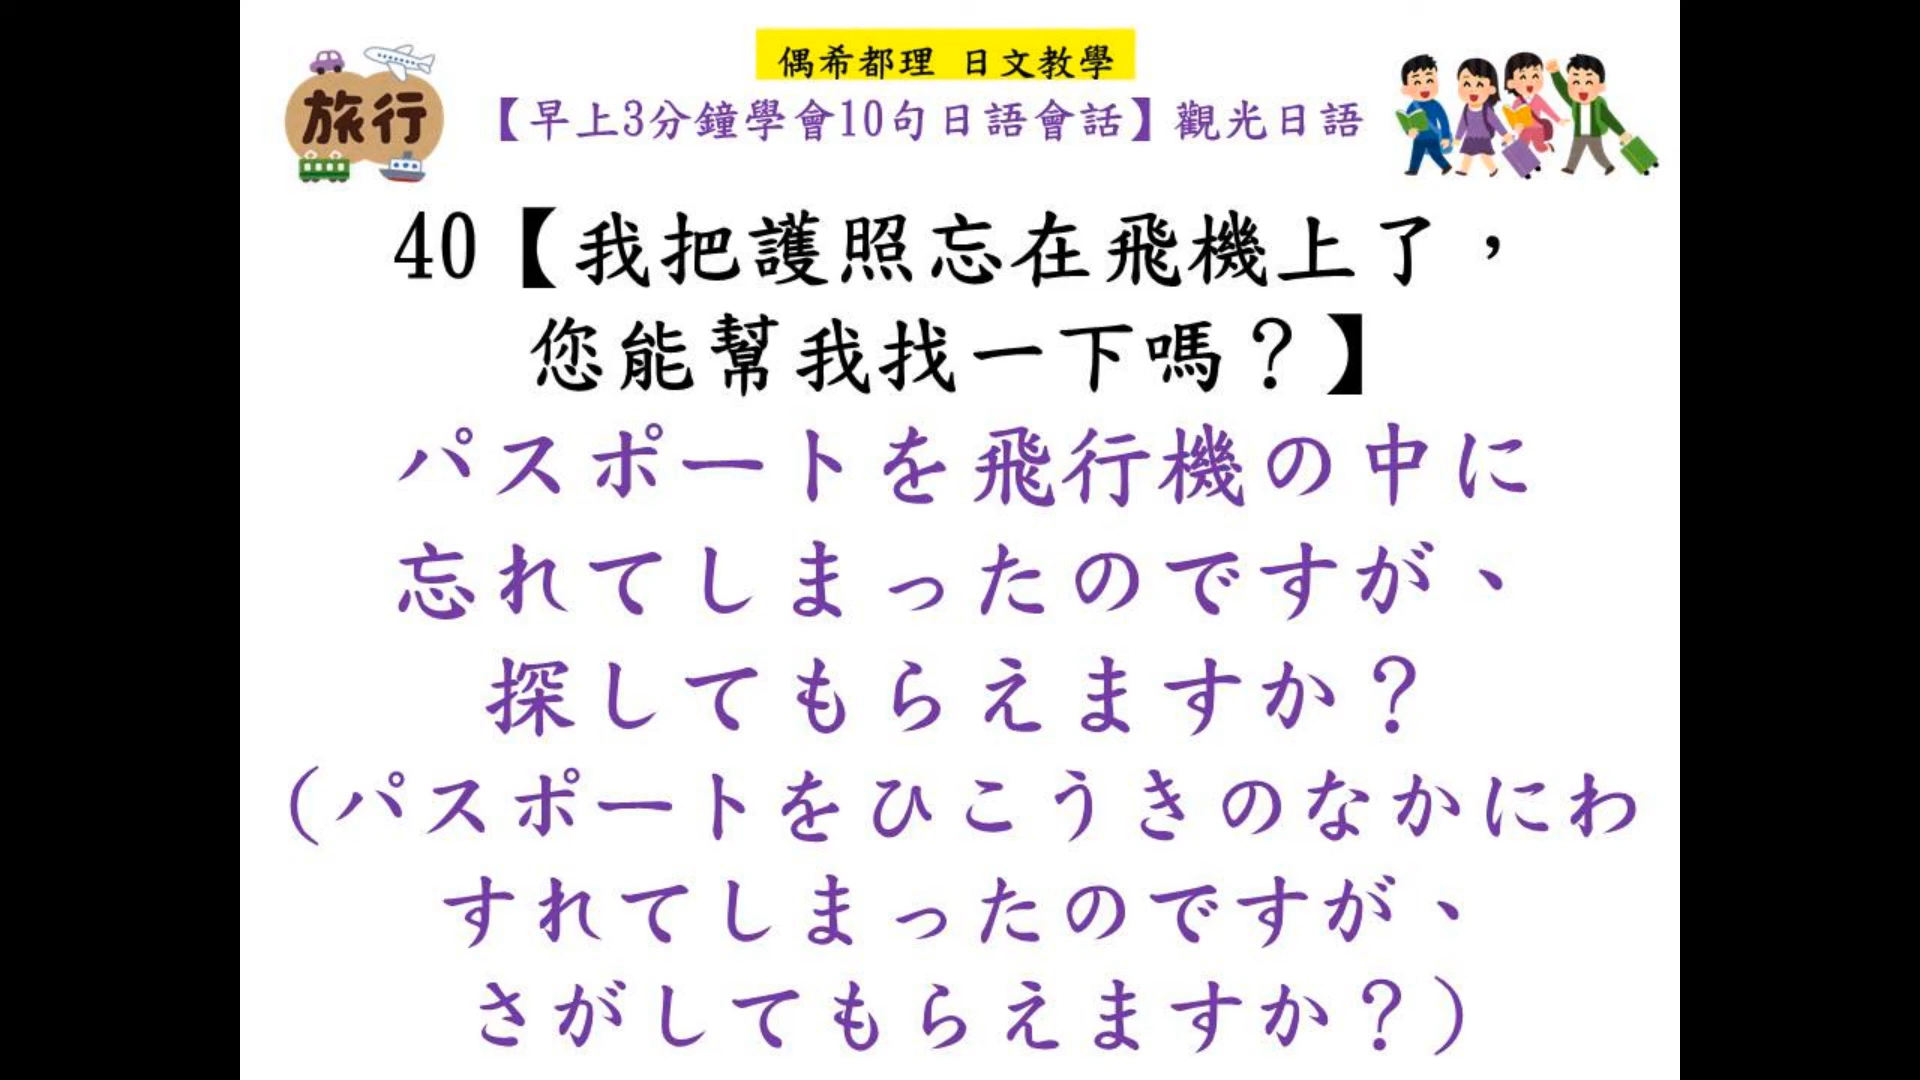 旅行
偶希都理 日文教學
【早上3分鐘學會10句日語會話】觀光日語
40【我把護照忘在飛機上了，
您能幫我找一下嗎？】
パスポートを飛行機の中に
忘れてしまったのですが、
探してもらえますか？
(パスポートをひこうきのなかにわ
すれてしまったのですが、
さがしてもらえますか？)